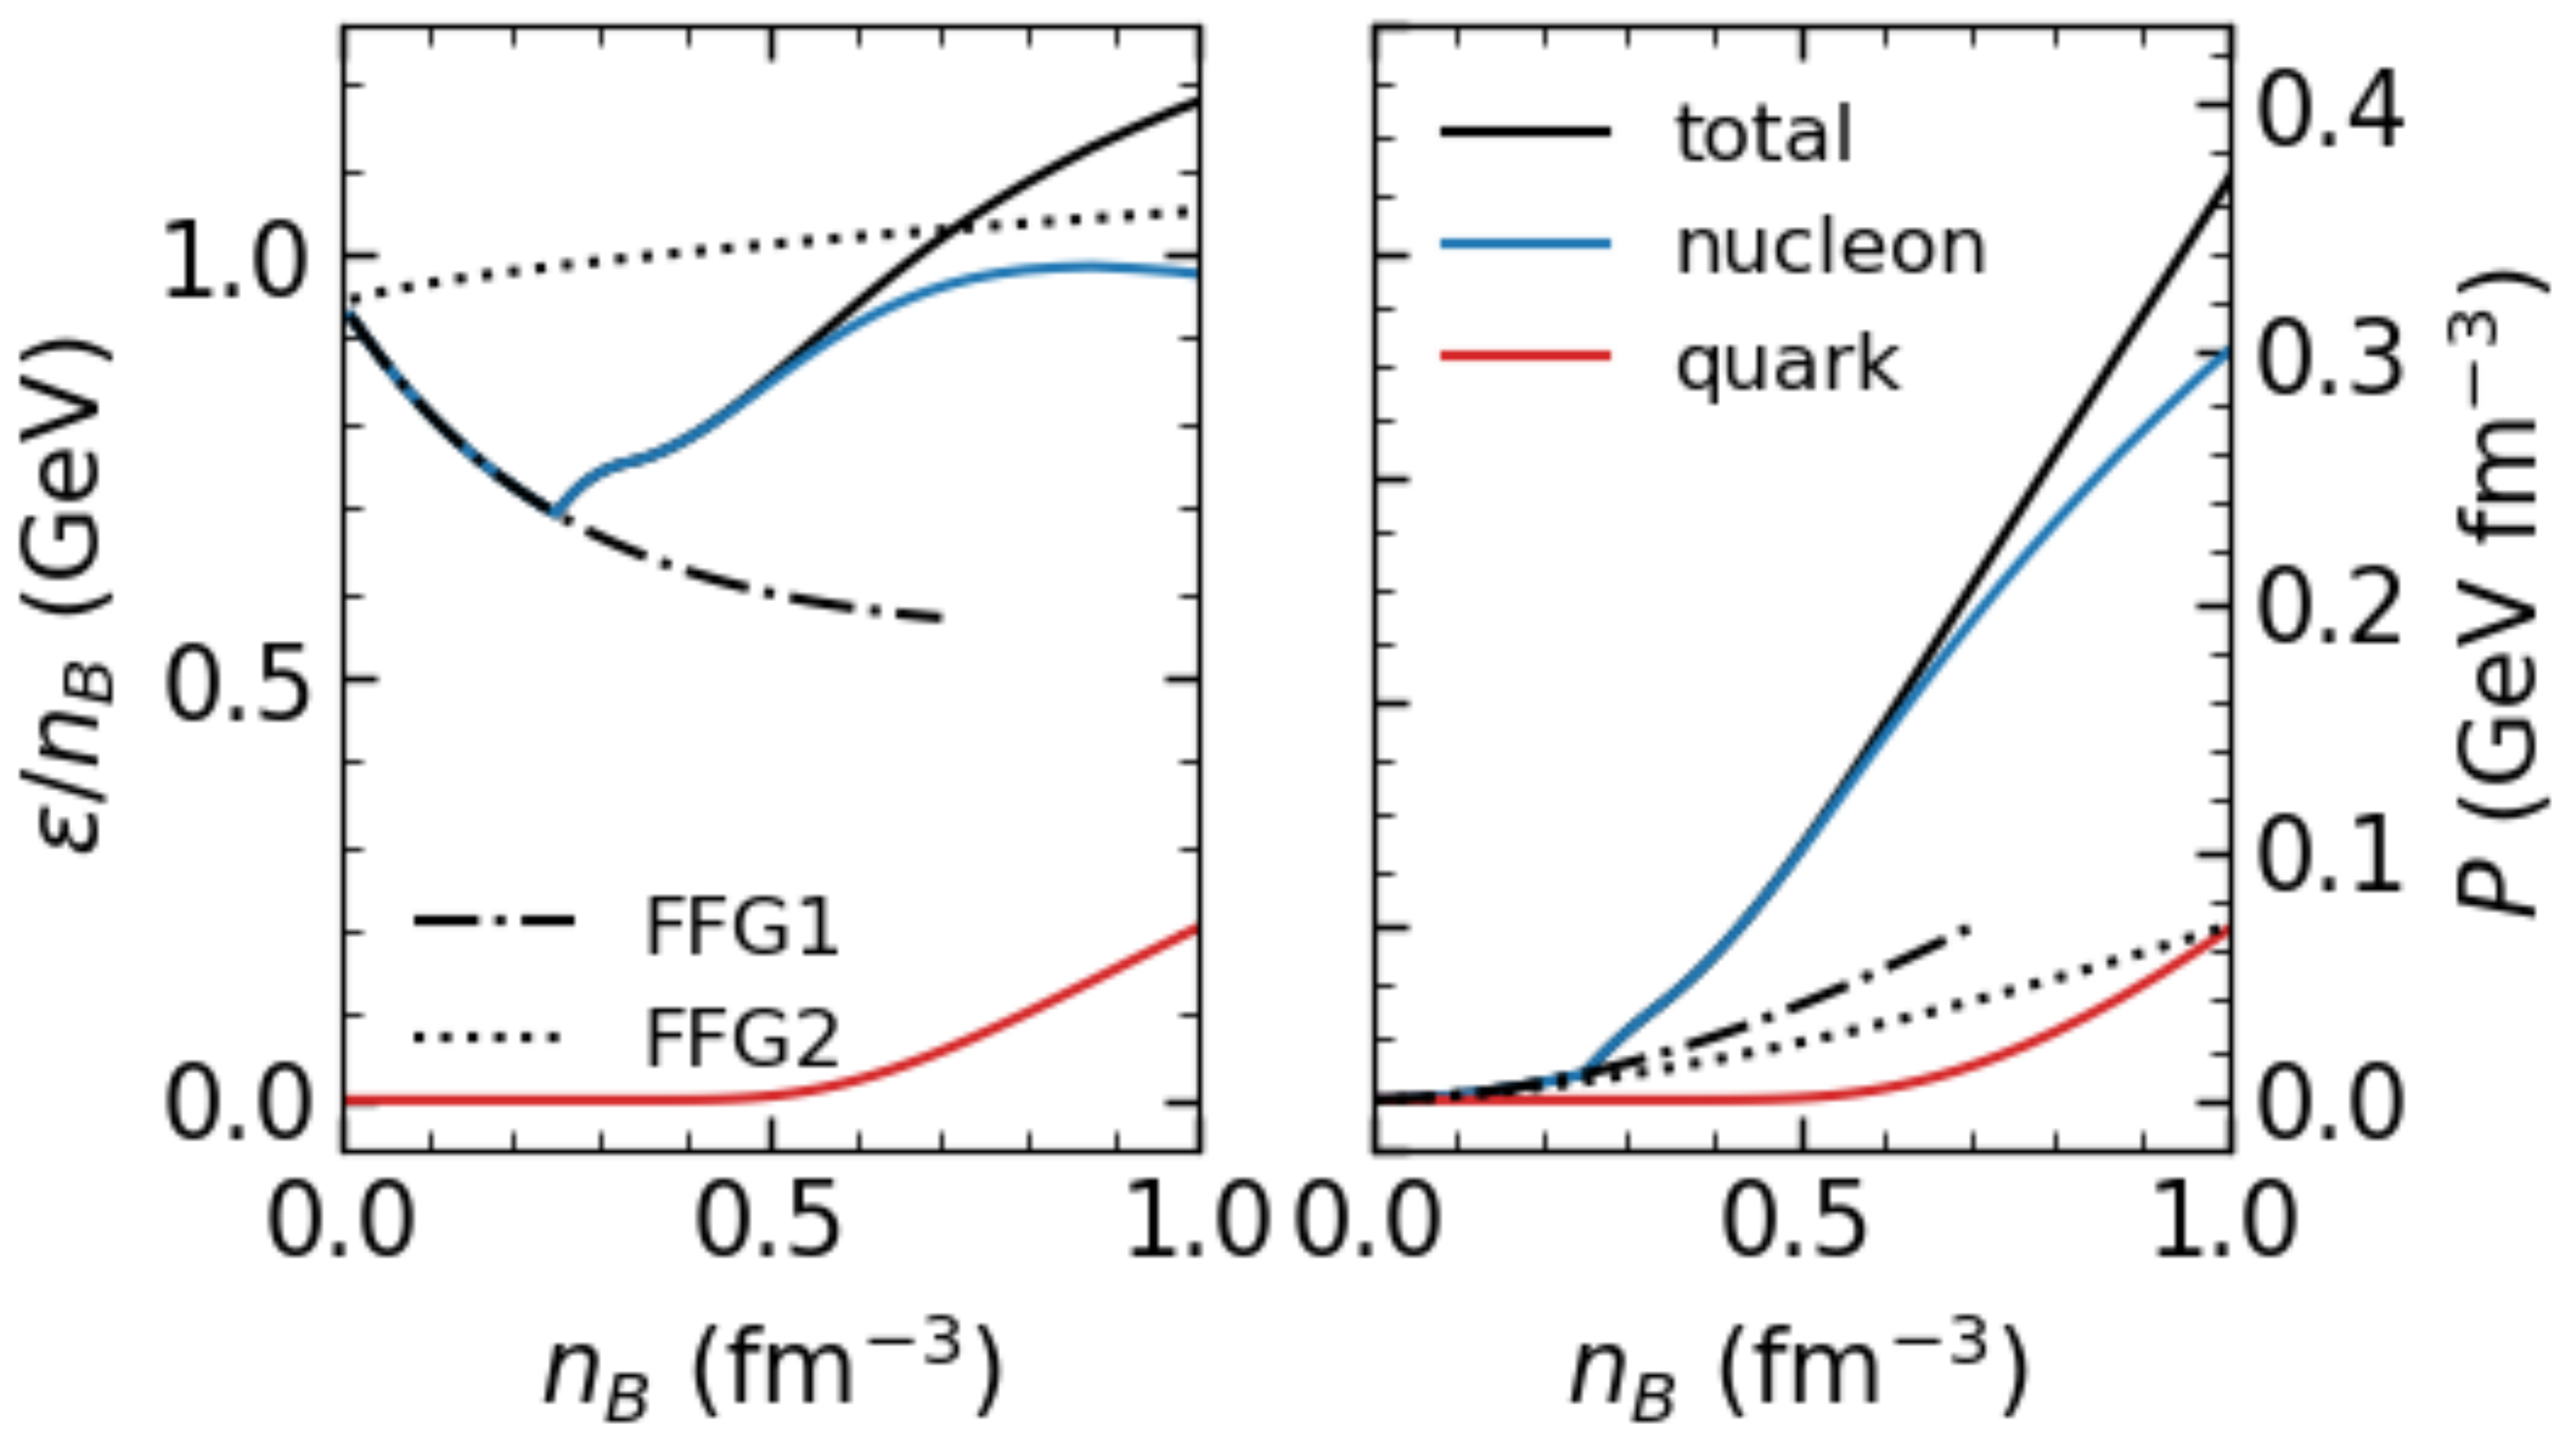 ε/n_B (GeV)
1.0
0.5
0.0
FFG1
FFG2
0.0 0.5 1.0
n_B (fm⁻³)
total
nucleon
quark
0.4
0.3
0.2
0.1
0.0
P (GeV fm⁻³)
0.0 0.5 1.0
n_B (fm⁻³)